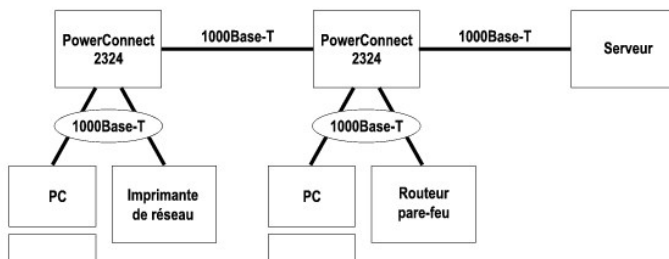 PowerConnect
2324
1000Base-T
PowerConnect
2324
1000Base-T
Serveur
1000Base-T
1000Base-T
PC
Imprimante
de réseau
PC
Routeur
pare-feu